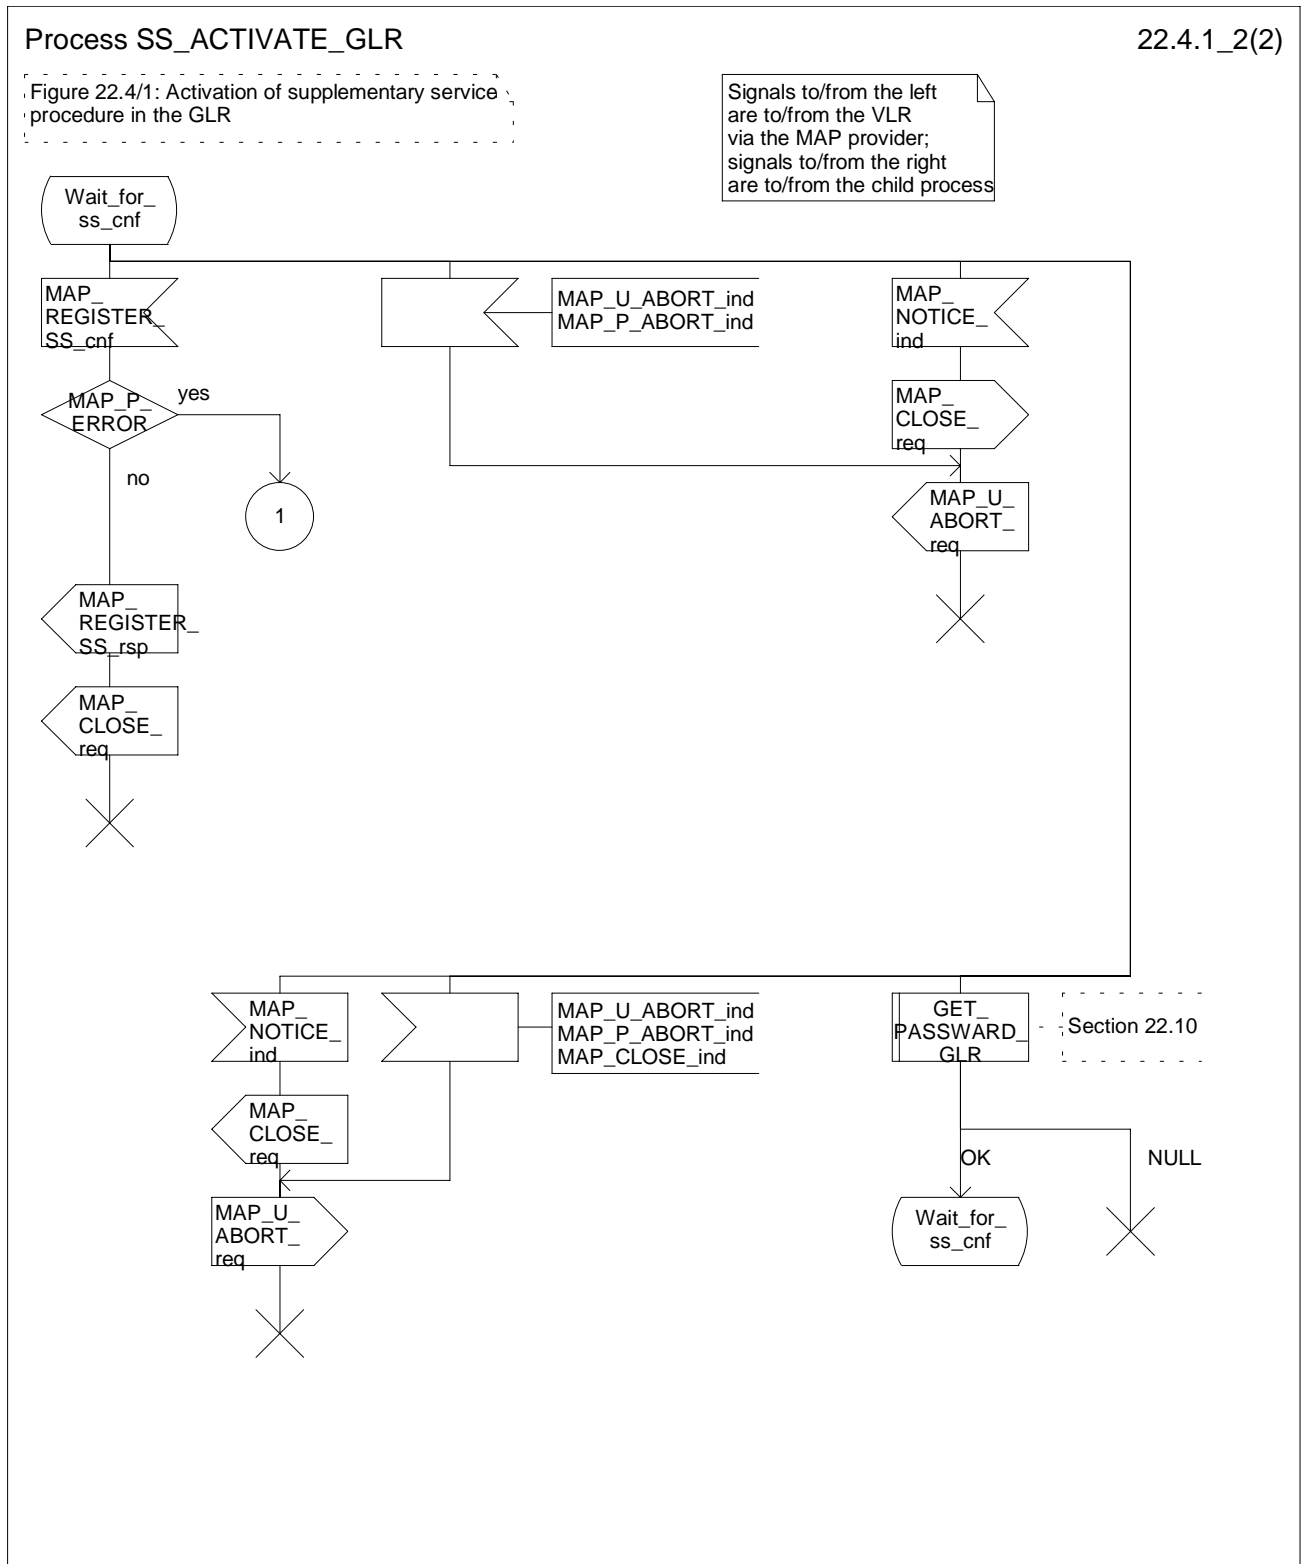 Process SS_ACTIVATE_GLR
22.4.1_2(2)
Figure 22.4/1: Activation of supplementary service
procedure in the GLR
Signals to/from the left
are to/from the VLR
via the MAP provider;
signals to/from the right
are to/from the child process
Wait_for_
ss_cnf
MAP_
REGISTER_
SS_cnf
MAP_U_ABORT_ind
MAP_P_ABORT_ind
MAP_
NOTICE_
ind
MAP_P_
ERROR
yes
no
1
MAP_
CLOSE_
req
MAP_U_
ABORT_
req
MAP_
REGISTER_
SS_rsp
MAP_
CLOSE_
req
MAP_
NOTICE_
ind
MAP_U_ABORT_ind
MAP_P_ABORT_ind
MAP_CLOSE_ind
GET_
PASSWARD_
GLR
Section 22.10
MAP_
CLOSE_
req
OK
NULL
MAP_U_
ABORT_
req
Wait_for_
ss_cnf